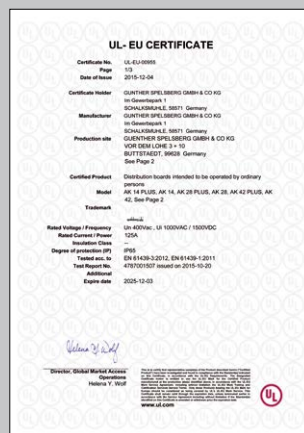 UL- EU CERTIFICATE
Certificate No. UL-EU-00955
Page 1/3
Date of Issue 2015-12-04
Certificate Holder GUNTHER SPELSBERG GMBH & CO KG
Im Gewerbepark 1
SCHALKSMUHLE, 58571 Germany
Manufacturer GUNTHER SPELSBERG GMBH & CO KG
Im Gewerbepark 1
SCHALKSMUHLE, 58571 Germany
Production site GUENTHER SPELSBERG GMBH & CO KG
VOR DEM LOHE 3 + 10
BUTTSTAEDT, 99628 Germany
See Page 2
Certified Product Distribution boards intended to be operated by ordinary
persons
Model AK 14 PLUS, AK 14, AK 28 PLUS, AK 28, AK 42 PLUS, AK
42, See Page 2
Trademark
Rated Voltage / Frequency Un 400Vac , Ui 1000VAC / 1500VDC
Rated Current / Power 125A
Insulation Class --
Degree of protection (IP) IP65
Tested acc. to EN 61439-3:2012, EN 61439-1:2011
Test Report No. 4787001507 issued on 2015-10-20
Additional
Expire date 2025-12-03
Helena Y. Wolf
Director, Global Market Access
Operations
Helena Y. Wolf
www.ul.com
UL